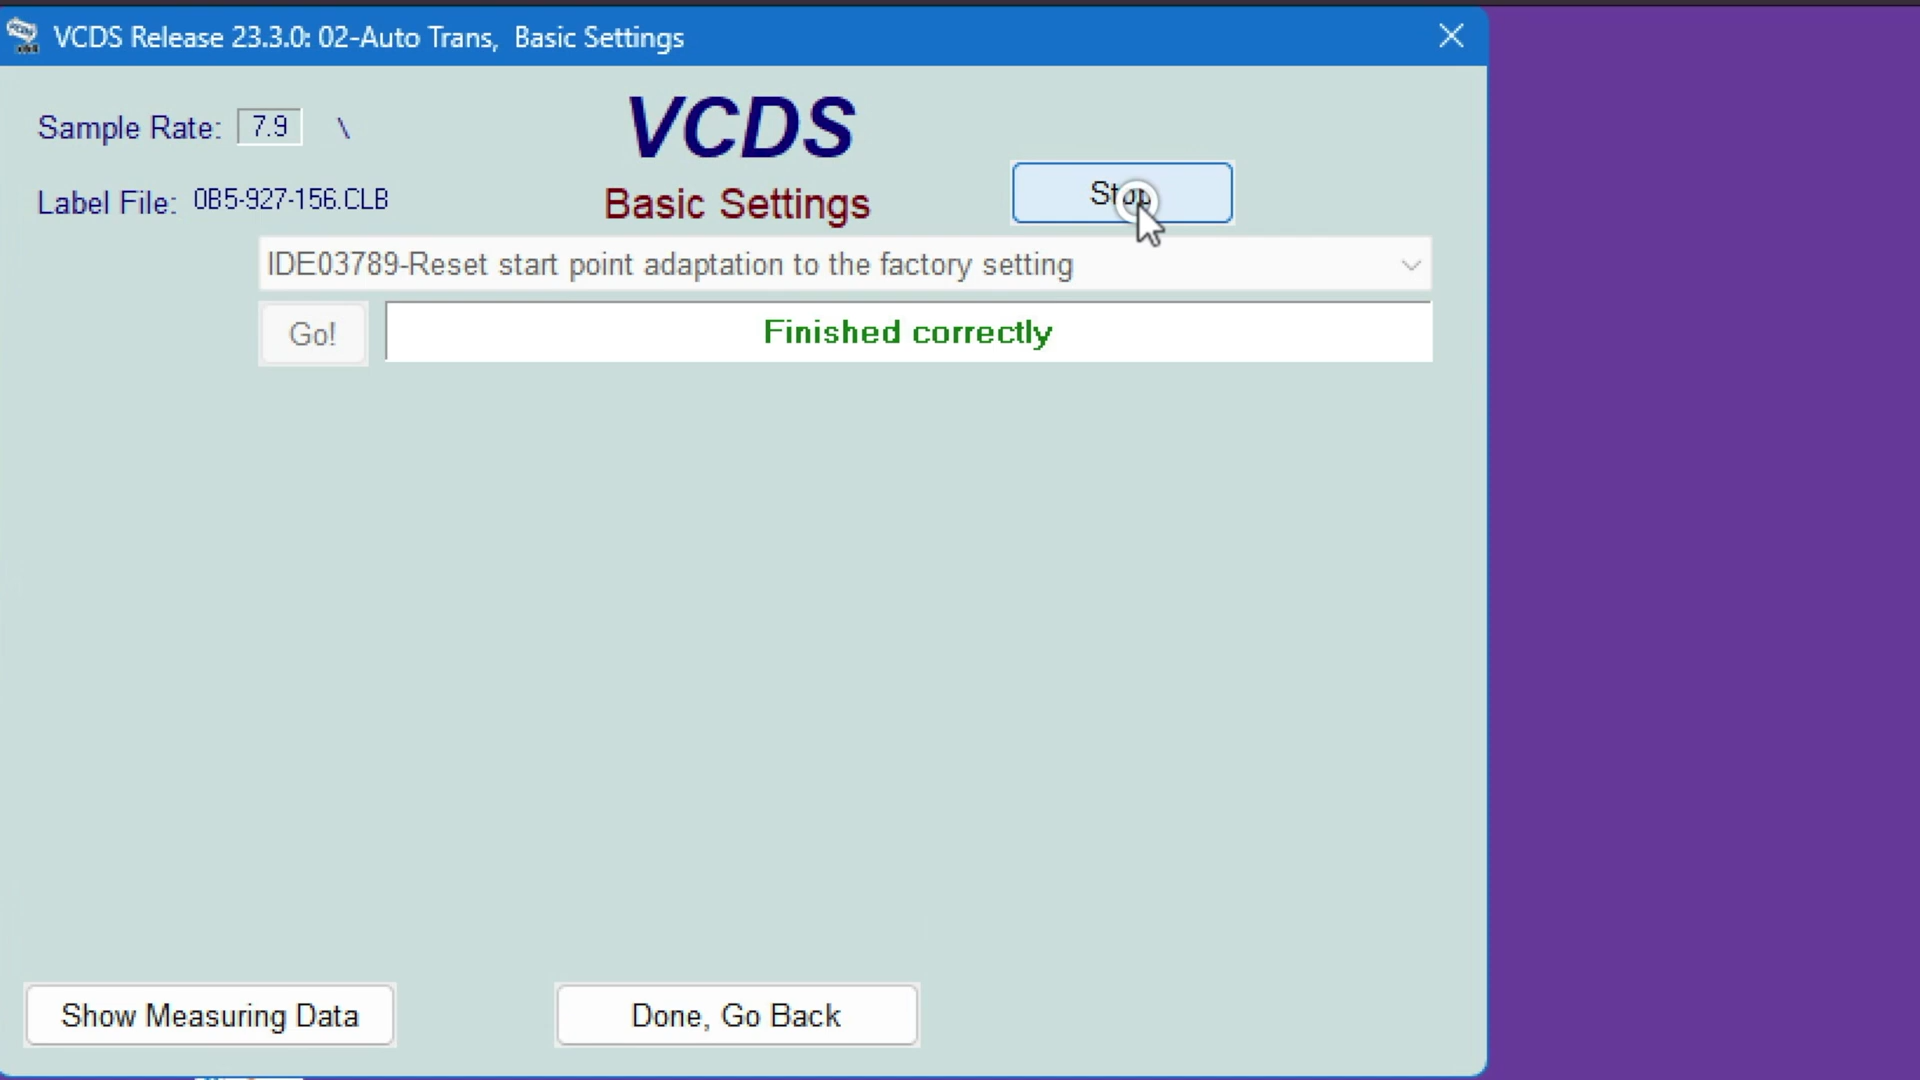 VCDS Release 23.3.0: 02-Auto Trans, Basic Settings
Sample Rate: 7.9 \
VCDS
Label File: 0B5-927-156.CLB
Basic Settings
Stop
IDE03789-Reset start point adaptation to the factory setting
Go!
Finished correctly
Show Measuring Data
Done, Go Back